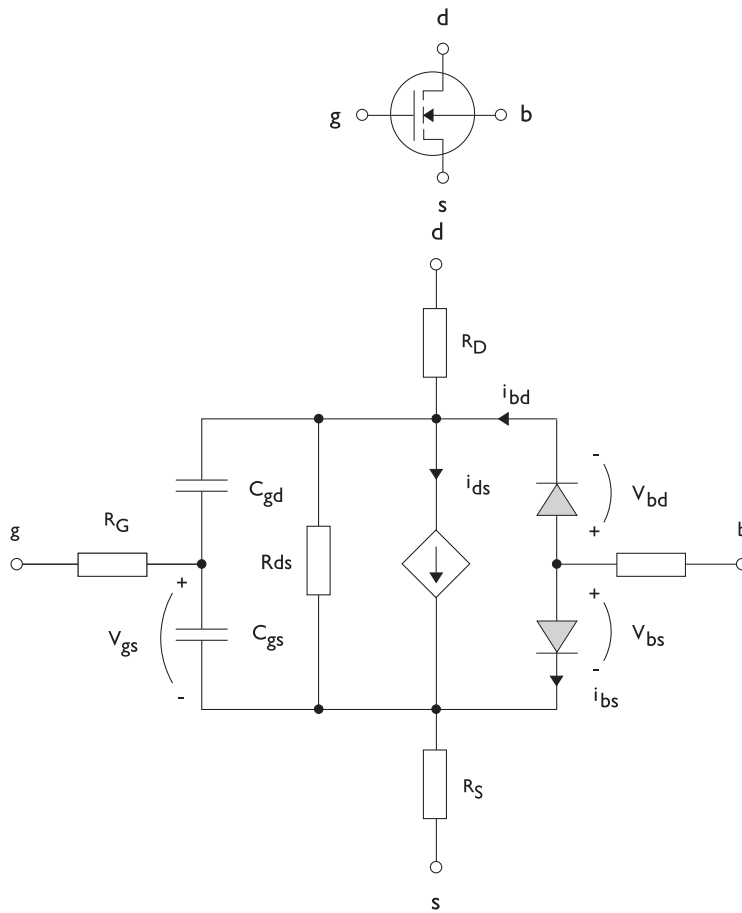 d
g
b
s
d
R_D
i_bd
C_gd
i_ds
-
V_bd
R_G
g
+
b
Rds
+
+
V_gs
C_gs
V_bs
-
-
i_bs
R_S
s